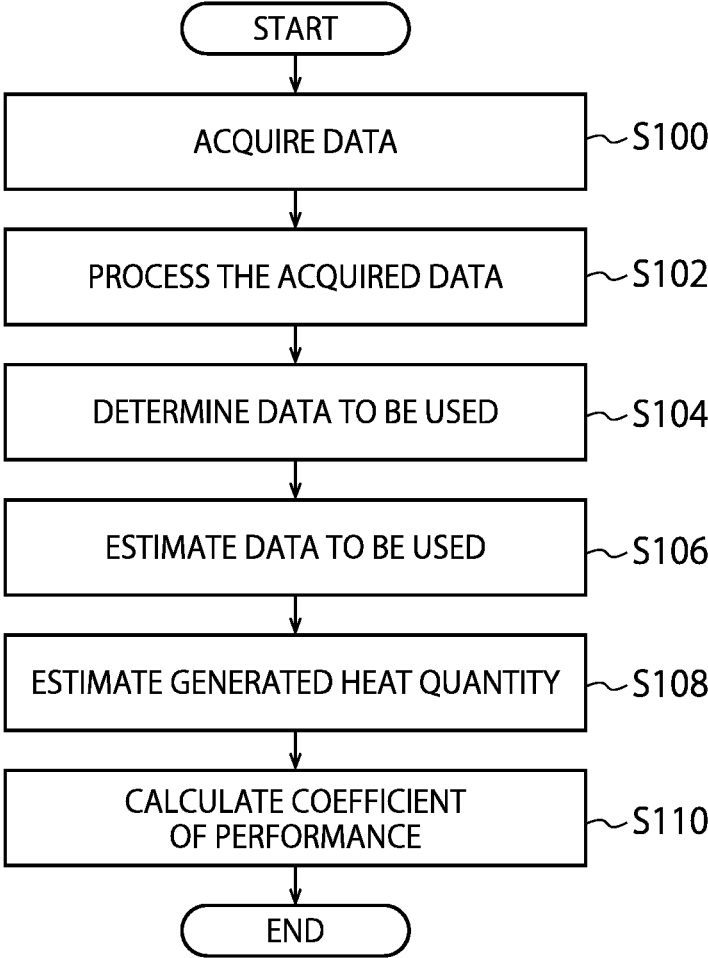 START
ACQUIRE DATA
S100
PROCESS THE ACQUIRED DATA
S102
DETERMINE DATA TO BE USED
S104
ESTIMATE DATA TO BE USED
S106
ESTIMATE GENERATED HEAT QUANTITY
S108
CALCULATE COEFFICIENT
OF PERFORMANCE
S110
END